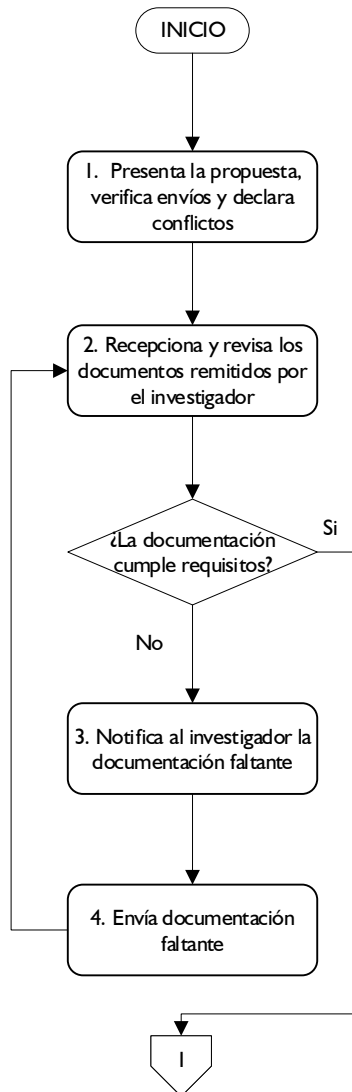 INICIO
1. Presenta la propuesta,
verifica envíos y declara
conflictos
2. Recepciona y revisa los
documentos remitidos por
el investigador
¿La documentación
cumple requisitos?
Si
No
3. Notifica al investigador la
documentación faltante
4. Envía documentación
faltante
1